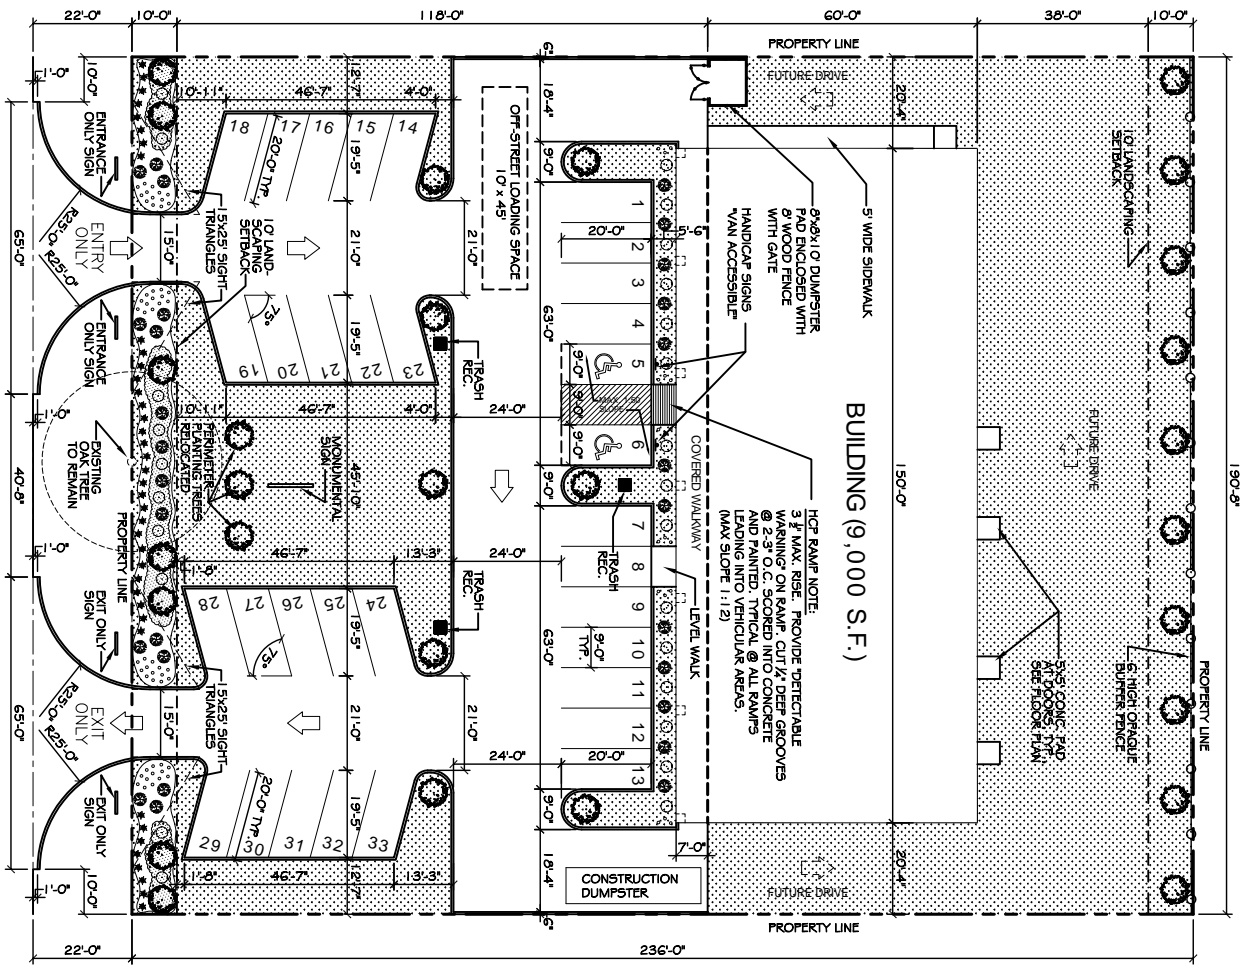 22'-0"
10'-0"
118'-0"
60'-0"
38'-0"
10'-0"
PROPERTY LINE
FUTURE DRIVE
6"
18'-4"
20'-4"
12'-7"
10'-0"
1'-0"
10'-11"
46'-7"
4'-0"
18
17
16
15
14
20'-0" TYP
19'-5"
9'-0"
ENTRANCE
ONLY SIGN
OFF-STREET LOADING SPACE
10' x 45'
10' LANDSCAPING
SETBACK
R25'-0"
R25'-0"
65'-0"
ENTRY
ONLY
15'-0"
15'x25' SIGHT
TRIANGLES
10' LAND-
SCAPING
SETBACK
21'-0"
21'-0"
1
2
3
4
5
6
20'-0"
5'-6"
HANDICAP SIGNS
"VAN ACCESSIBLE"
8'x8'x10' DUMPSTER
PAD ENCLOSED WITH
8' WOOD FENCE
WITH GATE
5' WIDE SIDEWALK
ENTRANCE
ONLY SIGN
75°
19'-5"
19
20
21
22
23
TRASH
REC.
63'-0"
9'-0"
9'-0"
9'-0"
MAX. 1:50
SLOPE
1'-0"
10'-11"
46'-7"
4'-0"
24'-0"
COVERED WALKWAY
BUILDING (9,000 S.F.)
150'-0"
FUTURE DRIVE
190'-8"
40'-8"
EXISTING
OAK TREE
TO REMAIN
PERIMETER
PLANTING TREES
RELOCATED
MONUMENTAL
SIGN
45'-10"
9'-0"
TRASH
REC.
HCP RAMP NOTE:
MAX. RISE. PROVIDE "DETECTABLE
WARNING" ON RAMP. CUT DEEP GROOVES
@ 2-3" O.C. SCORED INTO CONCRETE
AND PAINTED. TYPICAL @ ALL RAMPS
LEADING INTO VEHICULAR AREAS.
(MAX SLOPE 1:12)
PROPERTY LINE
1'-0"
1'-8"
46'-7"
13'-3"
24'-0"
TRASH
REC.
7
8
9
10
11
12
13
LEVEL WALK
28
27
26
25
24
75°
19'-5"
EXIT ONLY
SIGN
63'-0"
9'-0"
TYP.
5'x5' CONC. PAD
AT DOORS, TYP.
SEE FLOOR PLAN
6' HIGH OPAQUE
BUFFER FENCE
PROPERTY LINE
R25'-0"
R25'-0"
65'-0"
EXIT
ONLY
15'-0"
15'x25' SIGHT
TRIANGLES
21'-0"
21'-0"
24'-0"
20'-0"
EXIT ONLY
SIGN
20'-0" TYP
19'-5"
29
30
31
32
33
9'-0"
7'-0"
1'-0"
10'-0"
1'-8"
46'-7"
12'-7"
13'-3"
18'-4"
6"
CONSTRUCTION
DUMPSTER
20'-4"
FUTURE DRIVE
PROPERTY LINE
22'-0"
236'-0"